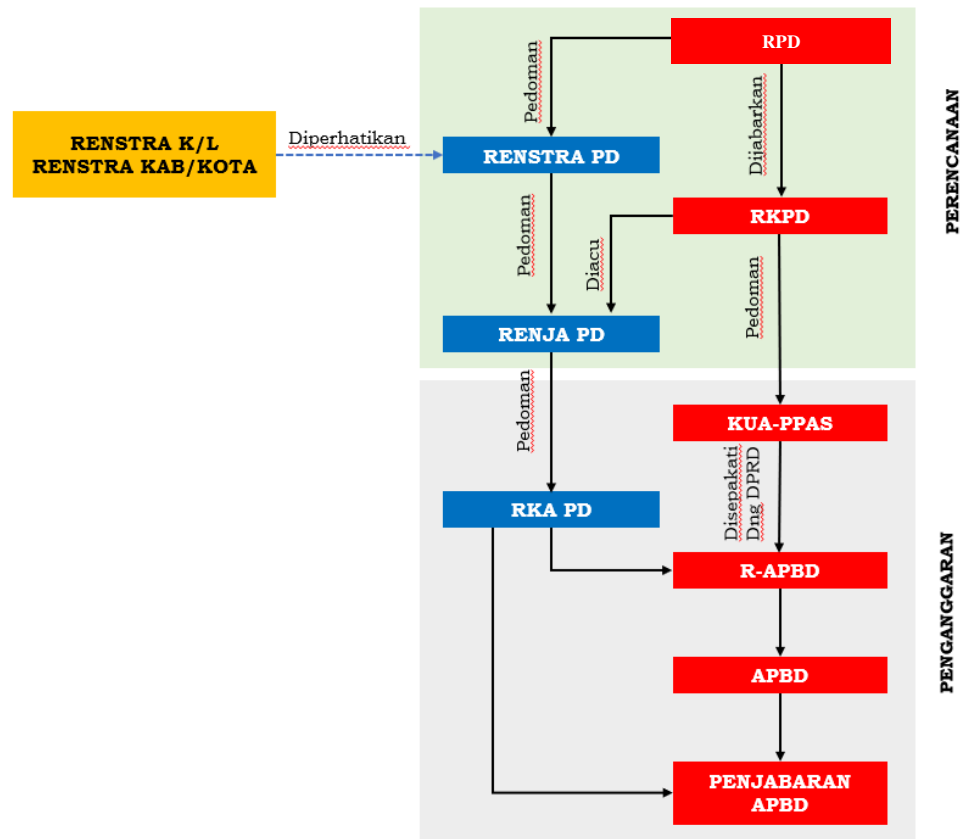 RPD
Pedoman
Dijabarkan
PERENCANAAN
RENSTRA K/L
RENSTRA KAB/KOTA
Diperhatikan
RENSTRA PD
RKPD
Pedoman
Diacu
Pedoman
RENJA PD
Pedoman
KUA-PPAS
Disepakati
Dng DPRD
RKA PD
R-APBD
PENGANGGARAN
APBD
PENJABARAN
APBD